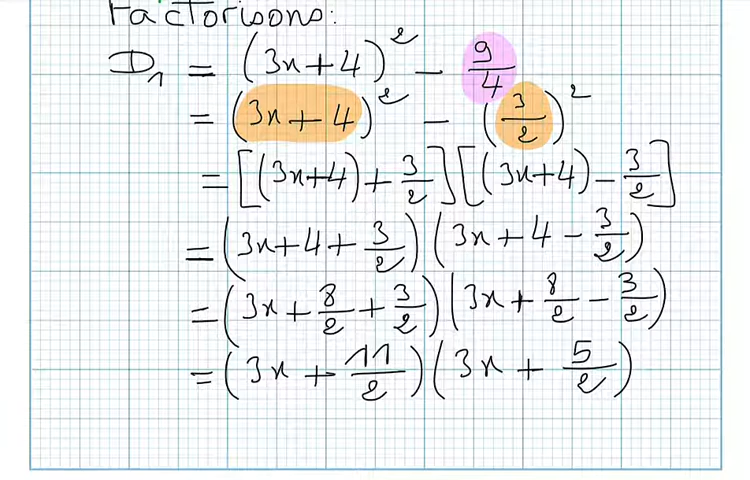 Factorisons:
D₁ = (3x+4)² - 9/4
= (3x+4)² - (3/2)²
= [(3x+4)+3/2][(3x+4)-3/2]
= (3x+4+3/2)(3x+4-3/2)
= (3x+8/2+3/2)(3x+8/2-3/2)
= (3x+11/2)(3x+5/2)